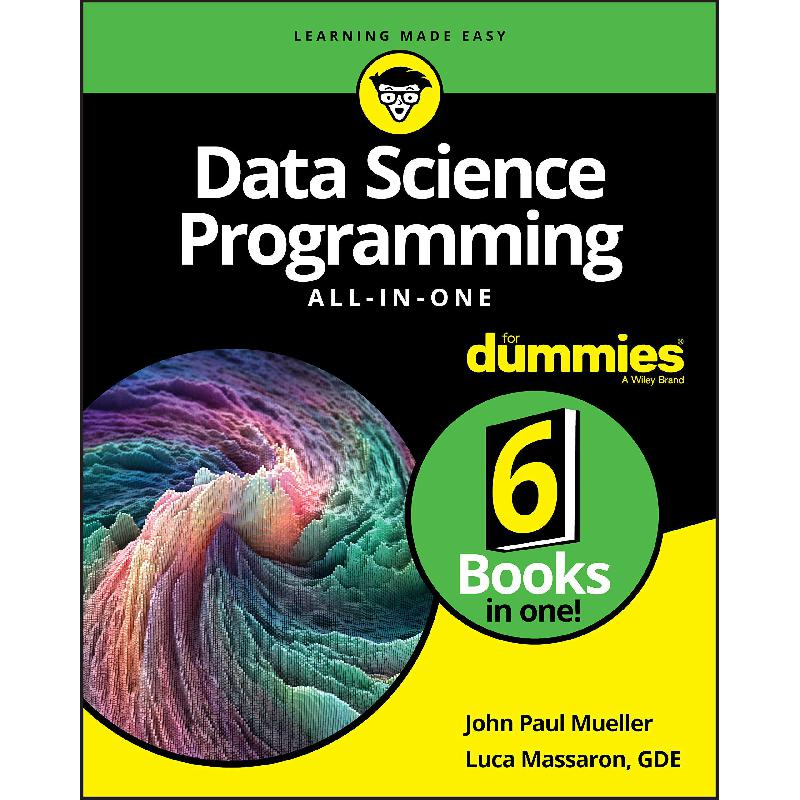 LEARNING MADE EASY
Data Science
Programming
ALL-IN-ONE
for
dummies®
A Wiley Brand
6
Books
in one!
John Paul Mueller
Luca Massaron, GDE